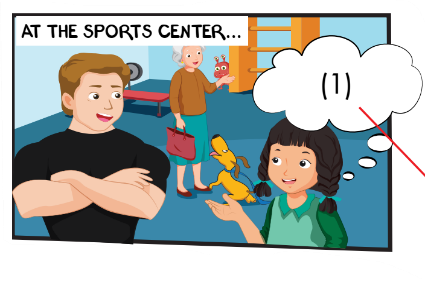 AT THE SPORTS CENTER...
(1)